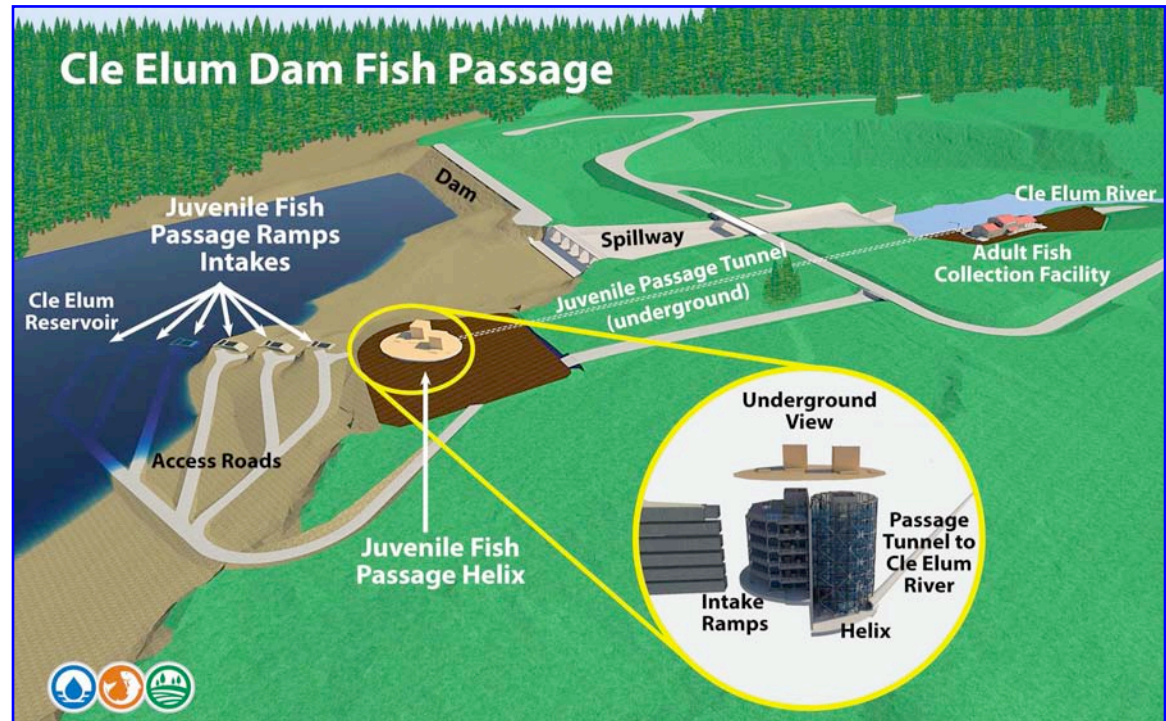 Cle Elum Dam Fish Passage
Dam
Juvenile Fish
Passage Ramps
Intakes
Cle Elum River
Spillway
Adult Fish
Collection Facility
Cle Elum
Reservoir
Juvenile Passage Tunnel
(underground)
Access Roads
Underground
View
Juvenile Fish
Passage Helix
Passage
Tunnel to
Cle Elum
River
Intake
Ramps
Helix